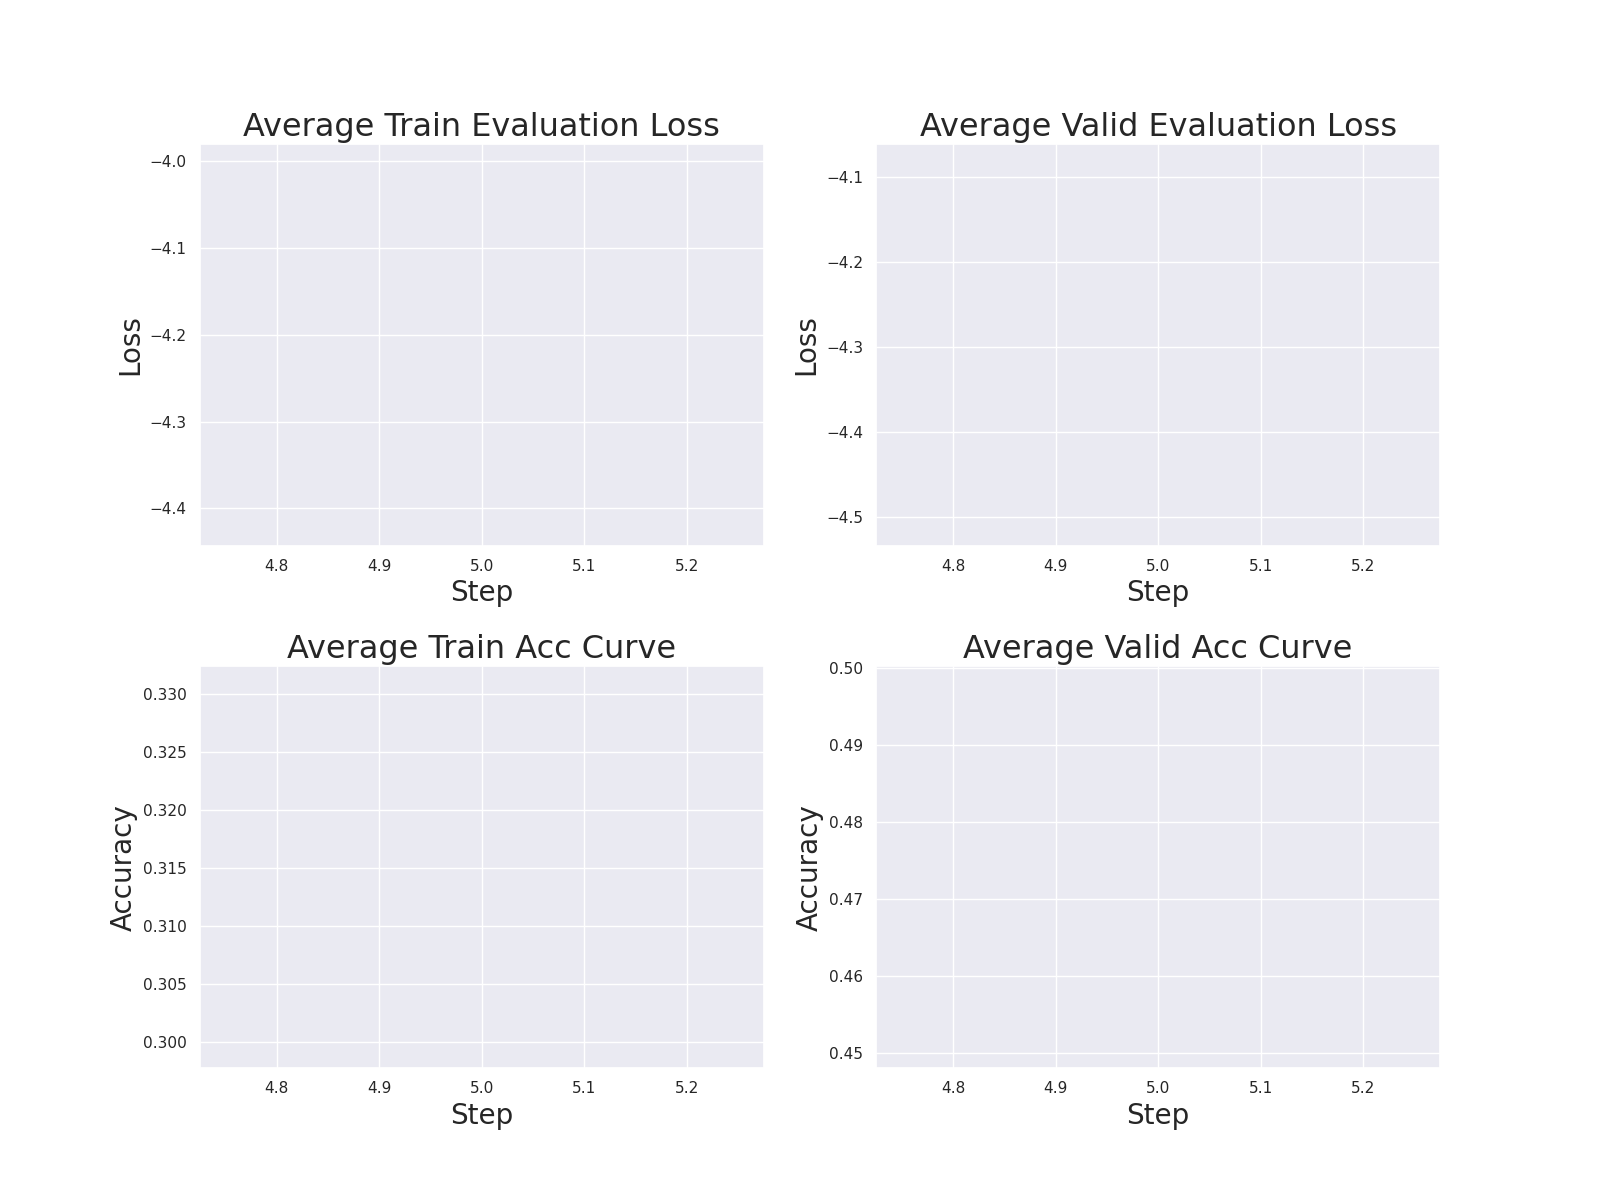 Average Train Evaluation Loss
−4.0
−4.1
−4.2
−4.3
−4.4
Loss
4.8 4.9 5.0 5.1 5.2
Step
Average Valid Evaluation Loss
−4.1
−4.2
−4.3
−4.4
−4.5
Loss
4.8 4.9 5.0 5.1 5.2
Step
Average Train Acc Curve
0.330
0.325
0.320
0.315
0.310
0.305
0.300
Accuracy
4.8 4.9 5.0 5.1 5.2
Step
Average Valid Acc Curve
0.50
0.49
0.48
0.47
0.46
0.45
Accuracy
4.8 4.9 5.0 5.1 5.2
Step